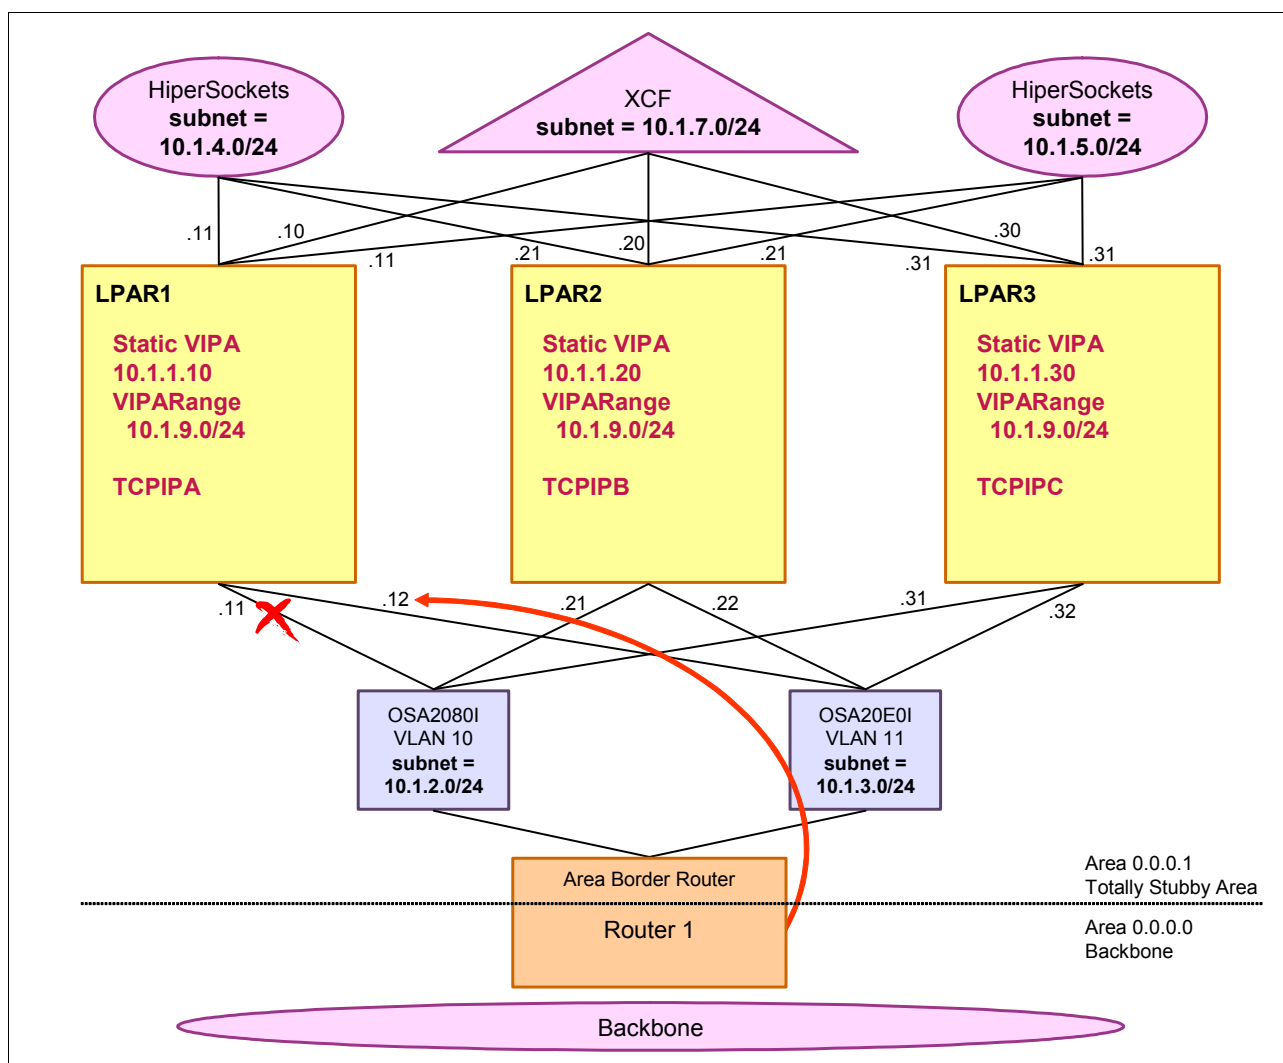 HiperSockets
subnet =
10.1.4.0/24
XCF
subnet = 10.1.7.0/24
HiperSockets
subnet =
10.1.5.0/24
.11
.10
.11
.21
.20
.21
.31
.30
.31
LPAR1
Static VIPA
10.1.1.10
VIPARange
10.1.9.0/24
TCPIPA
LPAR2
Static VIPA
10.1.1.20
VIPARange
10.1.9.0/24
TCPIPB
LPAR3
Static VIPA
10.1.1.30
VIPARange
10.1.9.0/24
TCPIPC
.11
.12
.21
.22
.31
.32
OSA2080I
VLAN 10
subnet =
10.1.2.0/24
OSA20E0I
VLAN 11
subnet =
10.1.3.0/24
Area Border Router
Router 1
Area 0.0.0.1
Totally Stubby Area
Area 0.0.0.0
Backbone
Backbone